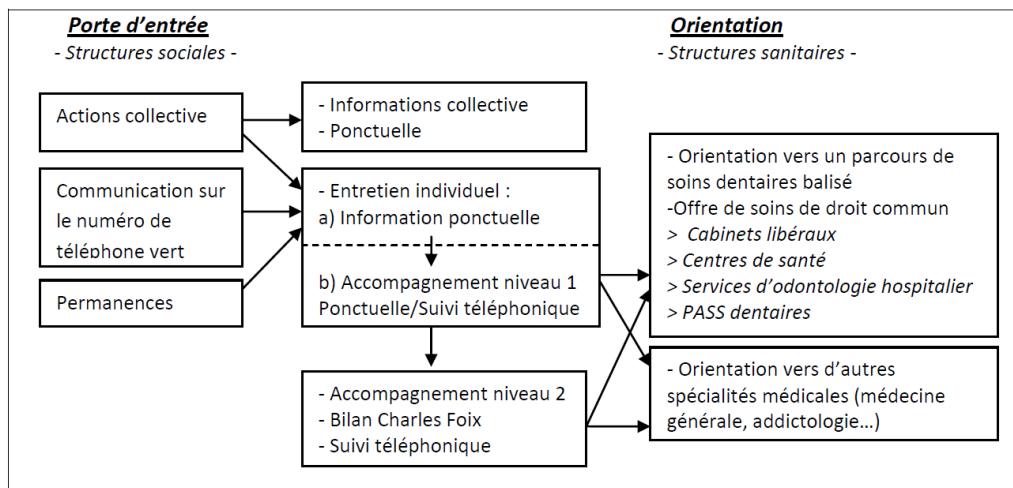 Porte d'entrée
- Structures sociales -
Orientation
- Structures sanitaires -
Actions collective
Communication sur
le numéro de
téléphone vert
Permanences
- Informations collective
- Ponctuelle
- Entretien individuel :
a) Information ponctuelle
b) Accompagnement niveau 1
Ponctuelle/Suivi téléphonique
- Accompagnement niveau 2
- Bilan Charles Foix
- Suivi téléphonique
- Orientation vers un parcours de
soins dentaires balisé
-Offre de soins de droit commun
> Cabinets libéraux
> Centres de santé
> Services d'odontologie hospitalier
> PASS dentaires
- Orientation vers d'autres
spécialités médicales (médecine
générale, addictologie…)